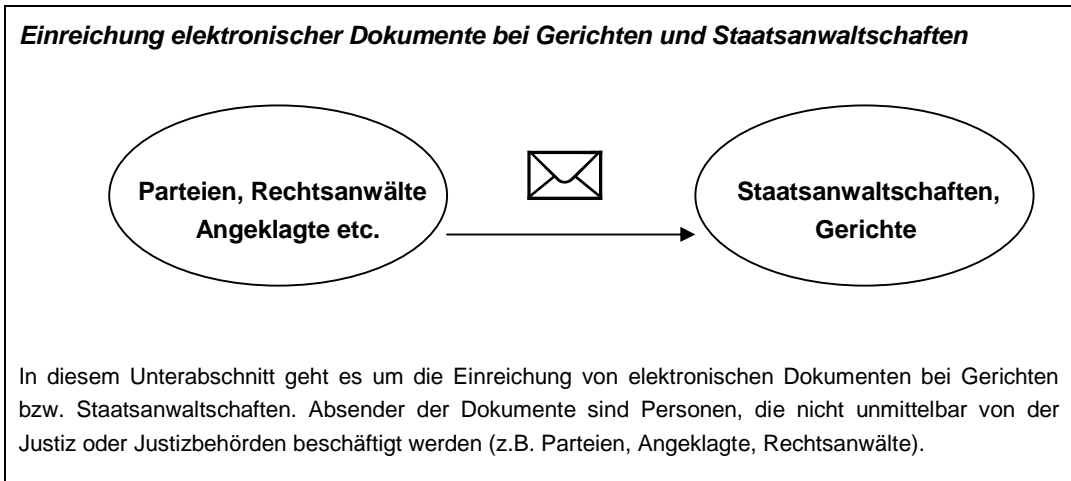 Einreichung elektronischer Dokumente bei Gerichten und Staatsanwaltschaften
Parteien, Rechtsanwälte
Angeklagte etc.
Staatsanwaltschaften,
Gerichte
In diesem Unterabschnitt geht es um die Einreichung von elektronischen Dokumenten bei Gerichten
bzw. Staatsanwaltschaften. Absender der Dokumente sind Personen, die nicht unmittelbar von der
Justiz oder Justizbehörden beschäftigt werden (z.B. Parteien, Angeklagte, Rechtsanwälte).